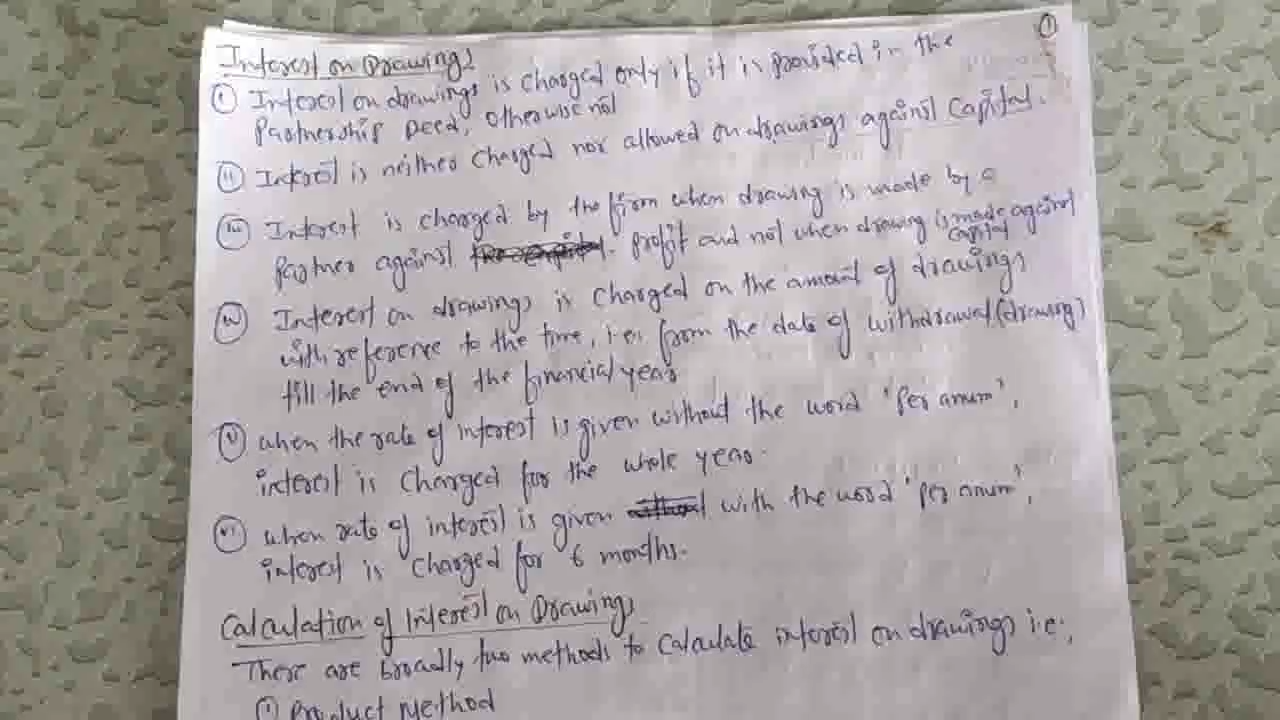 ①
Interest on Drawings
(i) Interest on drawings is charged only if it is provided in the
Partnership Deed, otherwise not
(ii) Interest is neither charged nor allowed on drawings against Capital.
(iii) Interest is charged by the firm when drawing is made by a
partner against profit and not when drawing is made against
capital
(iv) Interest on drawings is charged on the amount of drawings
with reference to the time, i.e. from the date of withdrawal (drawing)
till the end of the financial year
(v) when the rate of interest is given without the word 'Per anum',
interest is charged for the whole year.
(vi) when rate of interest is given with the word 'per anum',
interest is charged for 6 months.
Calculation of Interest on Drawings
There are broadly two methods to Calculate interest on drawings i.e.,
(i) Product Method